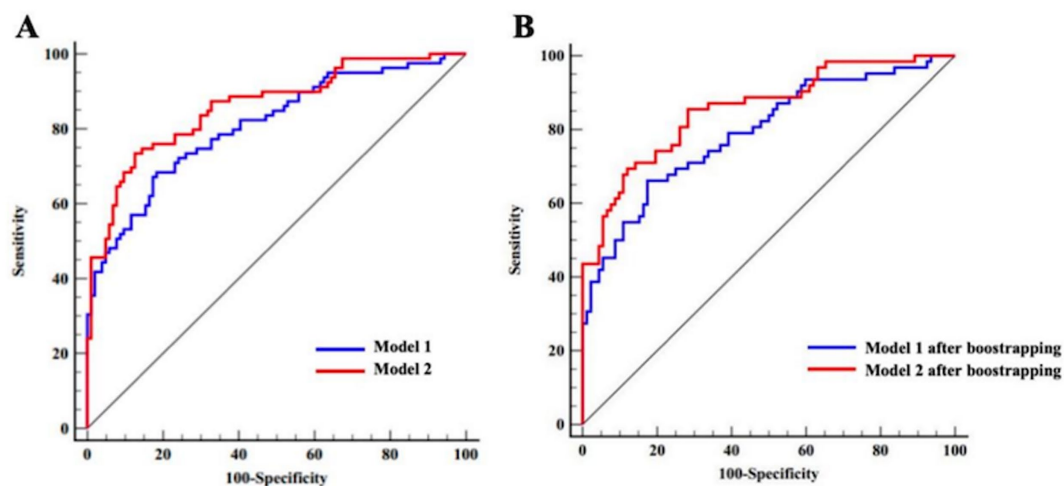 A
100
80
60
40
20
0
Sensitivity
Model 1
Model 2
0 20 40 60 80 100
100-Specificity
B
100
80
60
40
20
0
Sensitivity
Model 1 after boostrapping
Model 2 after boostrapping
0 20 40 60 80 100
100-Specificity